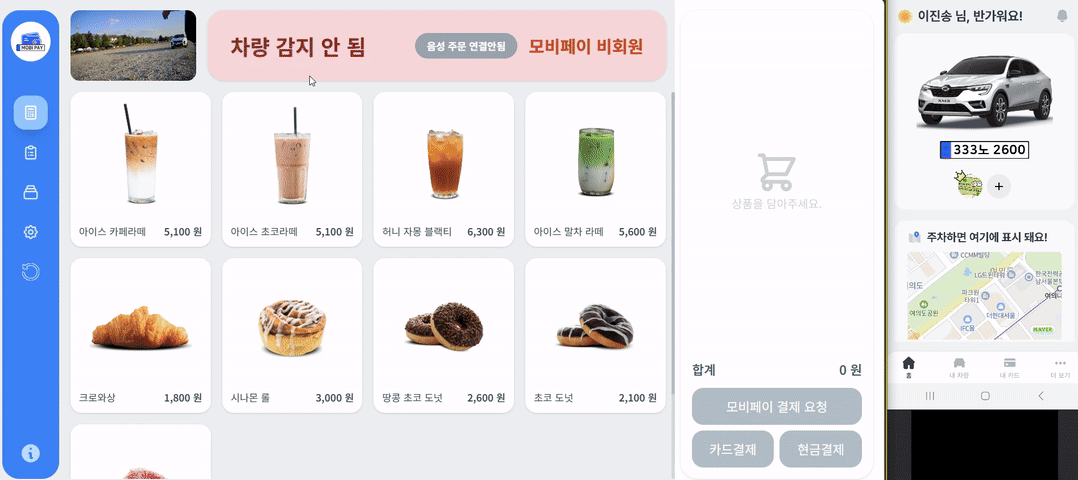 MOBI PAY
차량 감지 안 됨
음성 주문 연결안됨
모비페이 비회원
아이스 카페라떼 5,100 원
아이스 초코라떼 5,100 원
허니 자몽 블랙티 6,300 원
아이스 말차 라떼 5,600 원
크로와상 1,800 원
시나몬 롤 3,000 원
땅콩 초코 도넛 2,600 원
초코 도넛 2,100 원
상품을 담아주세요.
합계 0 원
모비페이 결제 요청
카드결제 현금결제
이진송 님, 반가워요!
333노 2600
+
주차하면 여기에 표시 돼요!
CCMM빌딩
LG트윈타워
한국전력공
남서울본부
여의도
파크원
타워1
여의나
여의도공원
더현대서울
IFC몰
NAVER
홈 내 차량 내 카드 더 보기